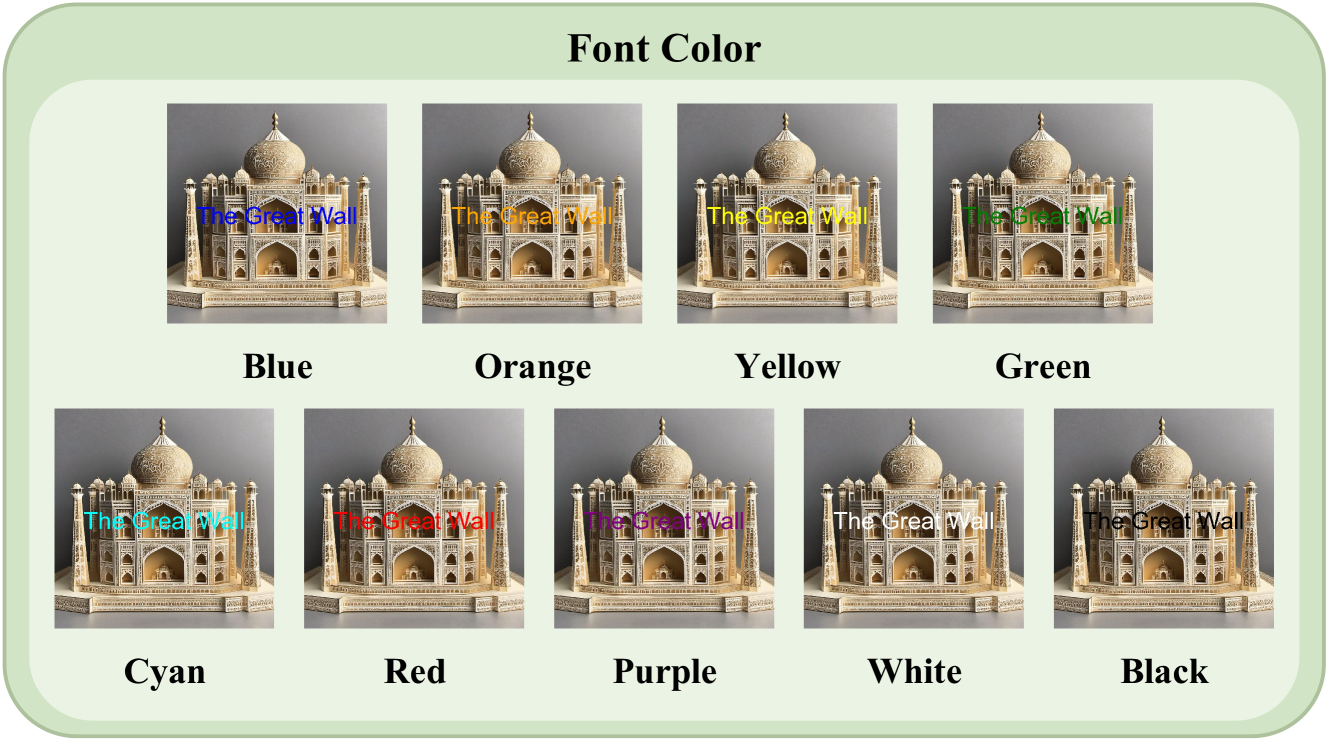 Font Color
The Great Wall The Great Wall The Great Wall The Great Wall
Blue Orange Yellow Green
The Great Wall The Great Wall The Great Wall The Great Wall The Great Wall
Cyan Red Purple White Black